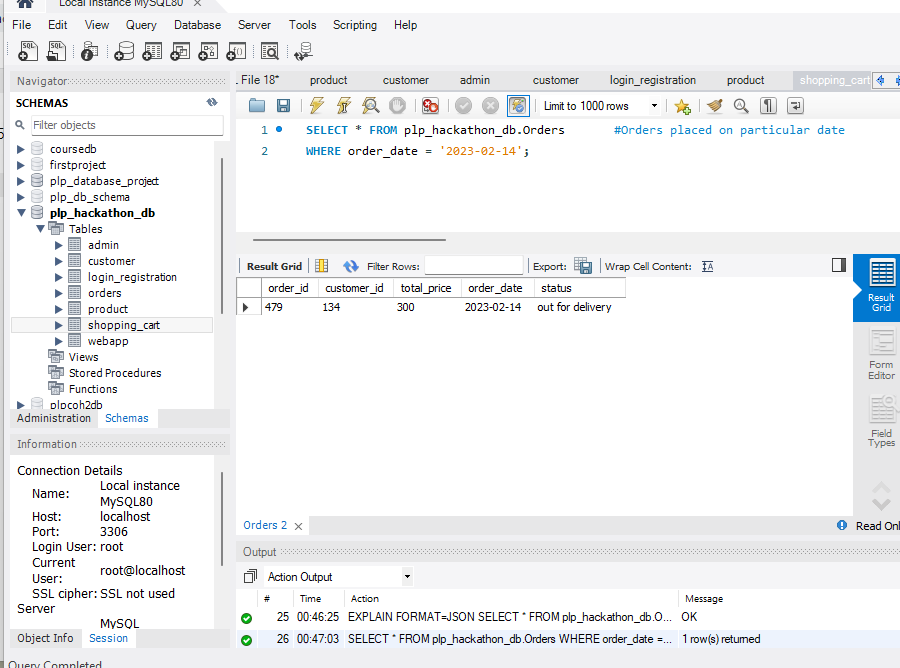 Local instance MySQL80
File Edit View Query Database Server Tools Scripting Help
Navigator
SCHEMAS
Filter objects
coursedb
firstproject
plp_database_project
plp_db_schema
plp_hackathon_db
Tables
admin
customer
login_registration
orders
product
shopping_cart
webapp
Views
Stored Procedures
Functions
plpcoh2db
Administration Schemas
Information
Connection Details
Name: Local instance MySQL80
Host: localhost
Port: 3306
Login User: root
Current User: root@localhost
SSL cipher: SSL not used
Server
MySQL
Object Info Session
Query Completed
File 18* product customer admin customer login_registration product shopping_cart
Limit to 1000 rows
1 SELECT * FROM plp_hackathon_db.Orders #Orders placed on particular date
2 WHERE order_date = '2023-02-14';
Result Grid Filter Rows: Export: Wrap Cell Content:
order_id customer_id total_price order_date status
479 134 300 2023-02-14 out for delivery
Result Grid
Form Editor
Field Types
Orders 2
Read Onl
Output
Action Output
# Time Action Message
25 00:46:25 EXPLAIN FORMAT=JSON SELECT * FROM plp_hackathon_db.O... OK
26 00:47:03 SELECT * FROM plp_hackathon_db.Orders WHERE order_date =... 1 row(s) returned